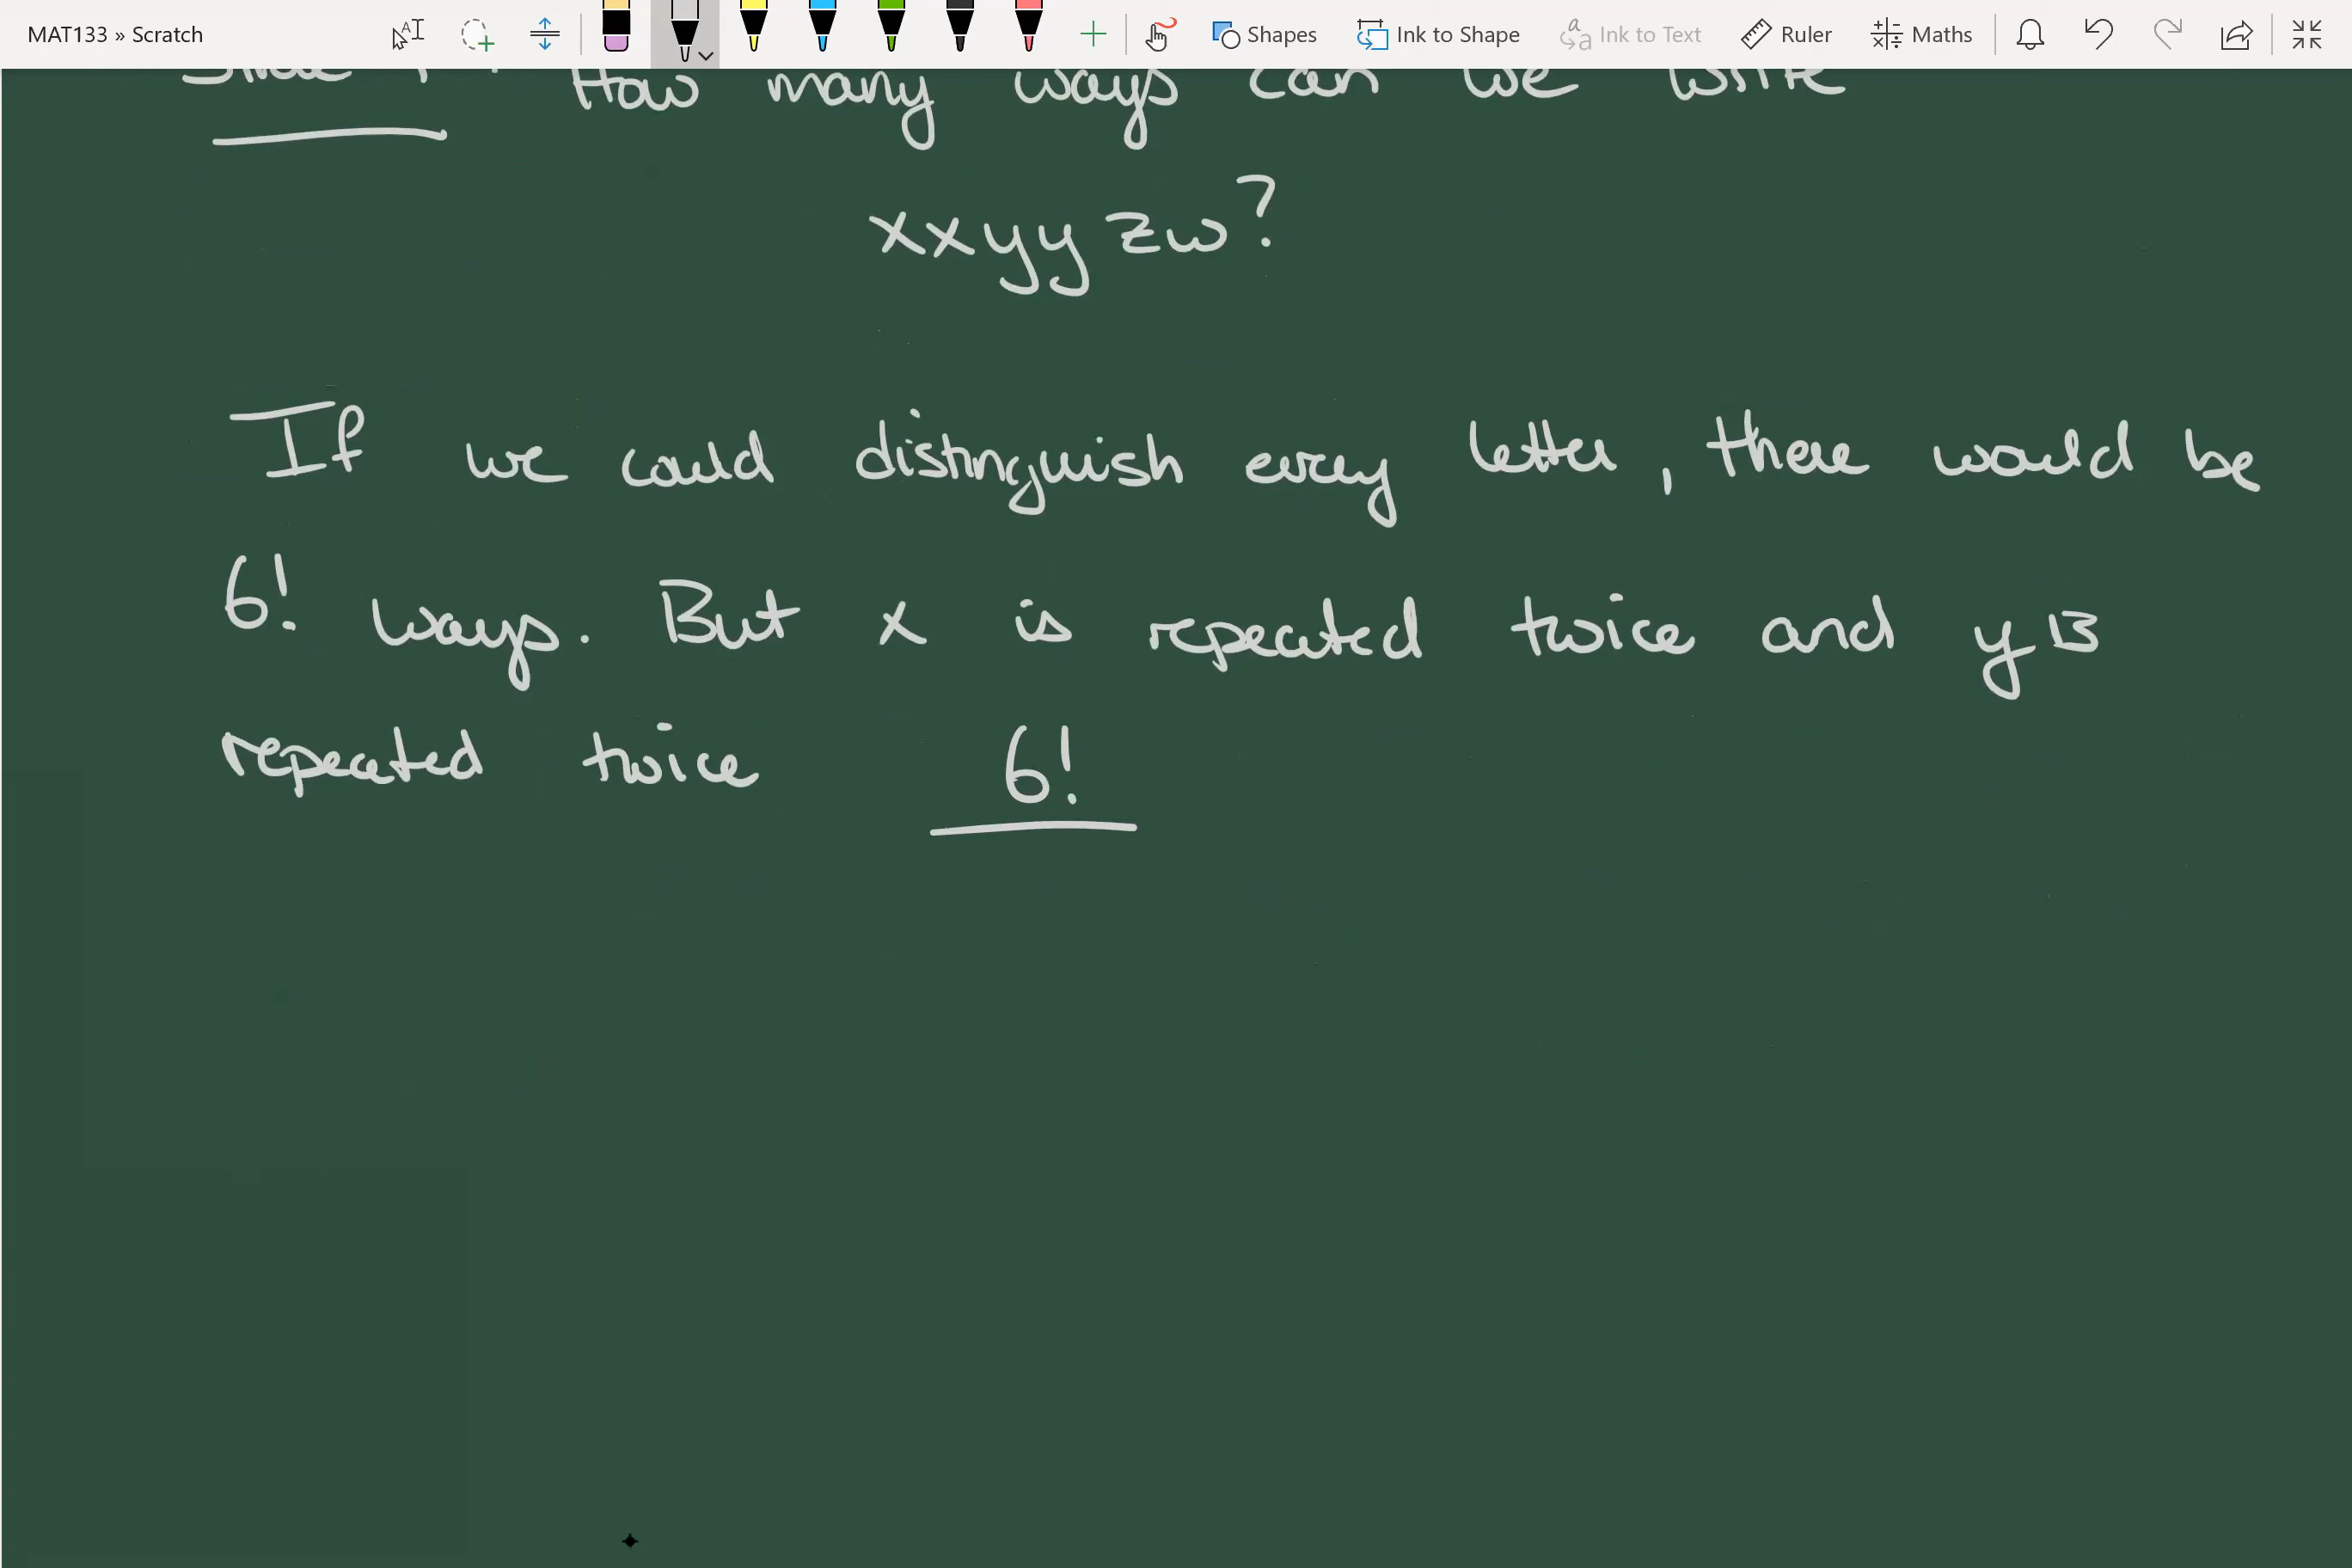 MAT133 » Scratch Shapes Ink to Shape Ink to Text Ruler Maths
How many ways can we write
xxyyzw?
If we could distinguish every letter, there would be
6! ways. But x is repeated twice and y is
repeated twice 6!